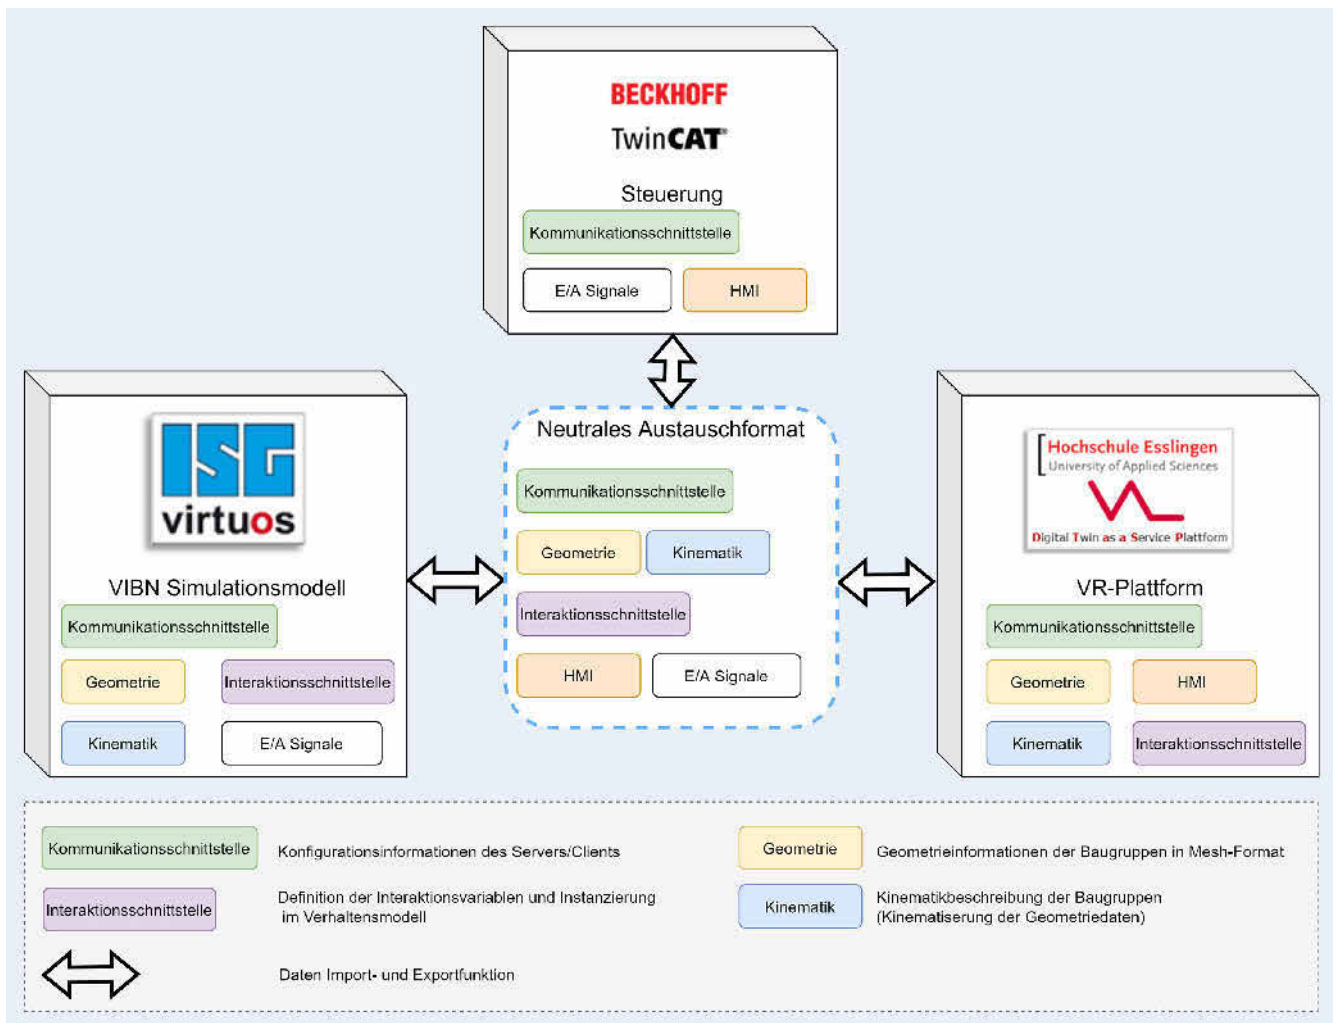 BECKHOFF
TwinCAT®
Steuerung
Kommunikationsschnittstelle
E/A Signale
HMI
ISG
virtuos
VIBN Simulationsmodell
Kommunikationsschnittstelle
Geometrie
Interaktionsschnittstelle
Kinematik
E/A Signale
Neutrales Austauschformat
Kommunikationsschnittstelle
Geometrie
Kinematik
Interaktionsschnittstelle
HMI
E/A Signale
Hochschule Esslingen
University of Applied Sciences
Digital Twin as a Service Plattform
VR-Plattform
Kommunikationsschnittstelle
Geometrie
HMI
Kinematik
Interaktionsschnittstelle
Kommunikationsschnittstelle
Konfigurationsinformationen des Servers/Clients
Interaktionsschnittstelle
Definition der Interaktionsvariablen und Instanzierung
im Verhaltensmodell
Daten Import- und Exportfunktion
Geometrie
Geometrieinformationen der Baugruppen in Mesh-Format
Kinematik
Kinematikbeschreibung der Baugruppen
(Kinematiserung der Geometriedaten)